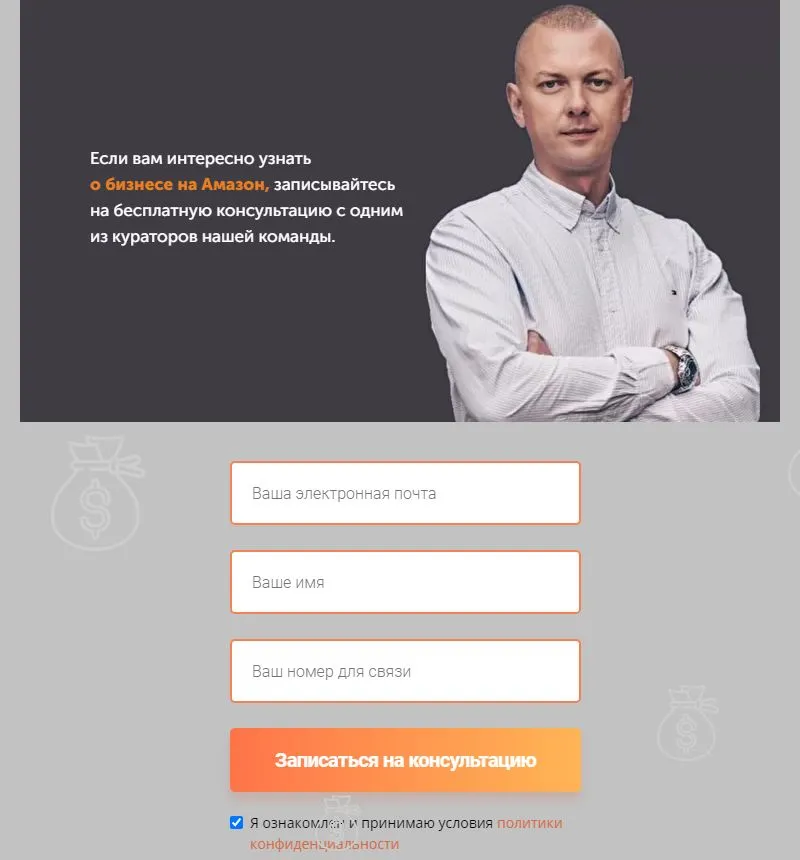 Если вам интересно узнать
о бизнесе на Амазон, записывайтесь
на бесплатную консультацию с одним
из кураторов нашей команды.
Ваша электронная почта
Ваше имя
Ваш номер для связи
Записаться на консультацию
Я ознакомлен и принимаю условия политики
конфиденциальности